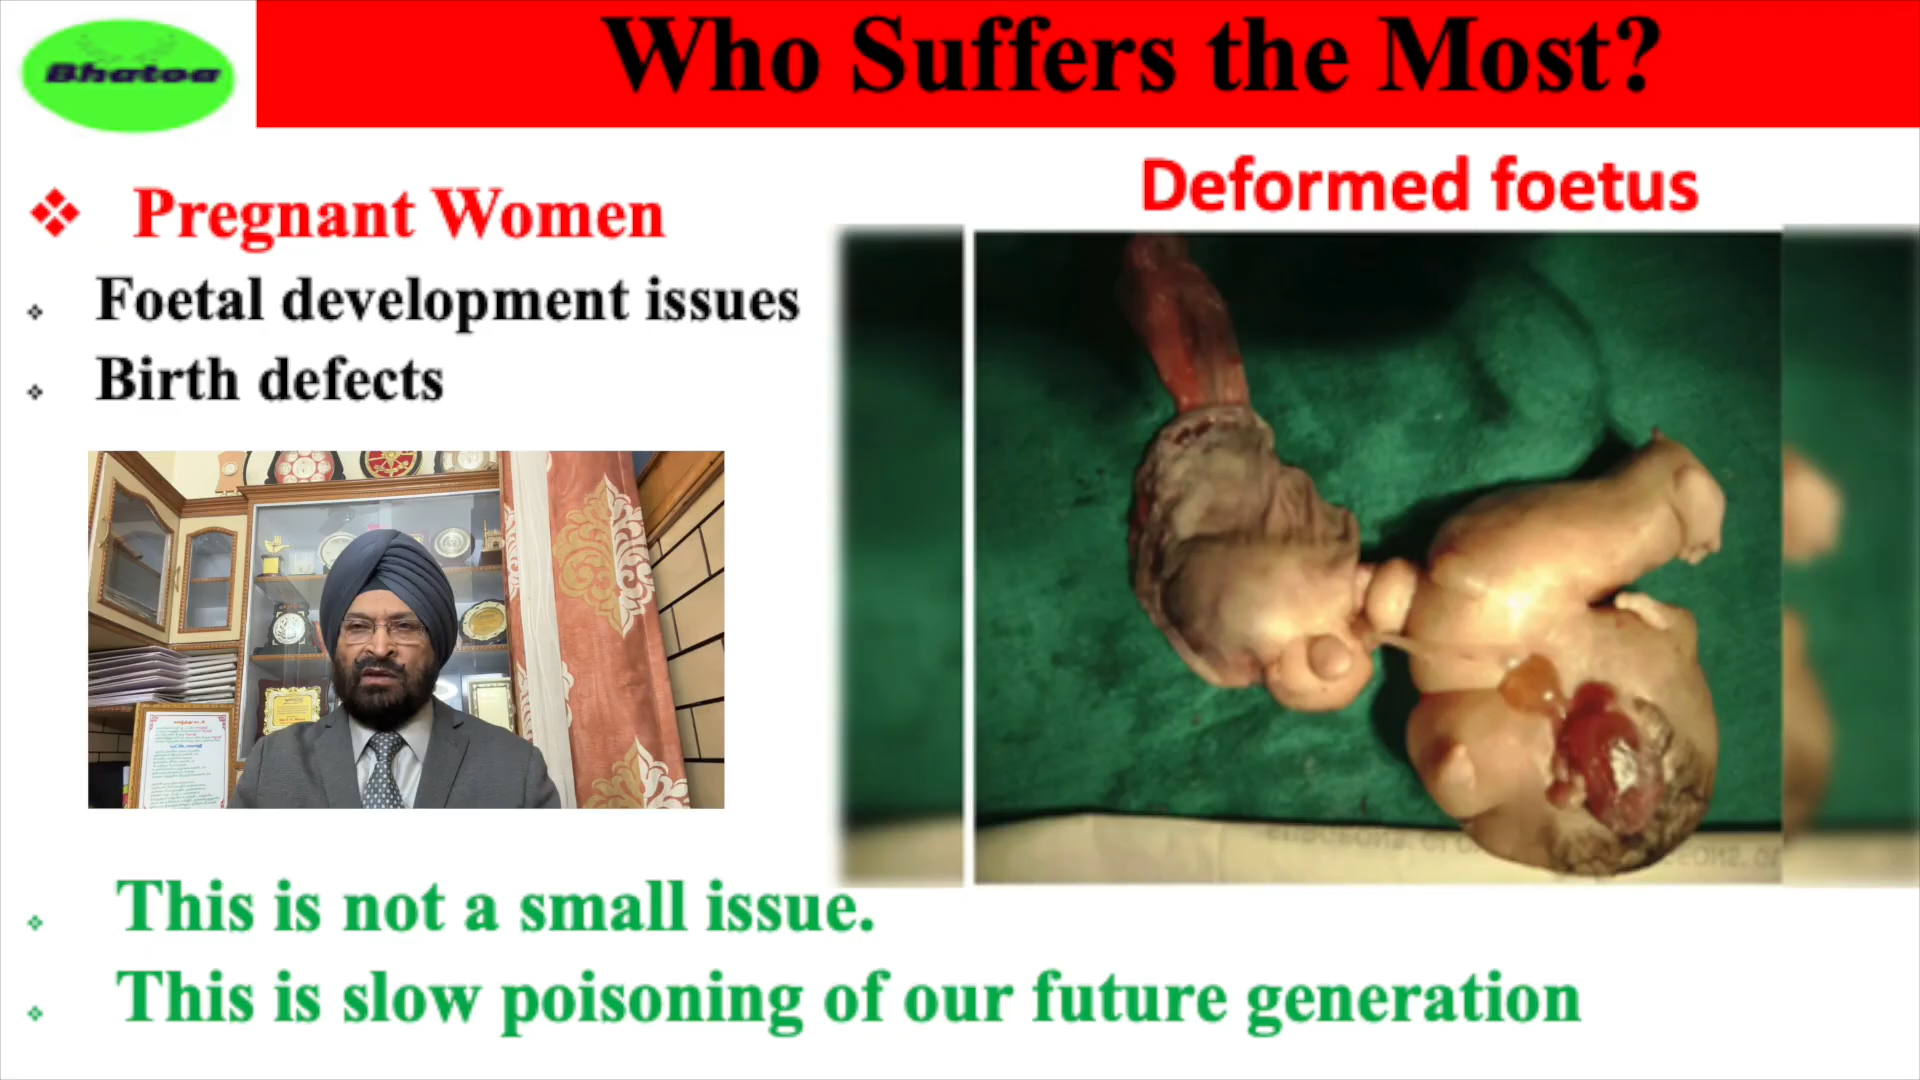 Bhatoa
Who Suffers the Most?
Deformed foetus
Pregnant Women
Foetal development issues
Birth defects
This is not a small issue.
This is slow poisoning of our future generation